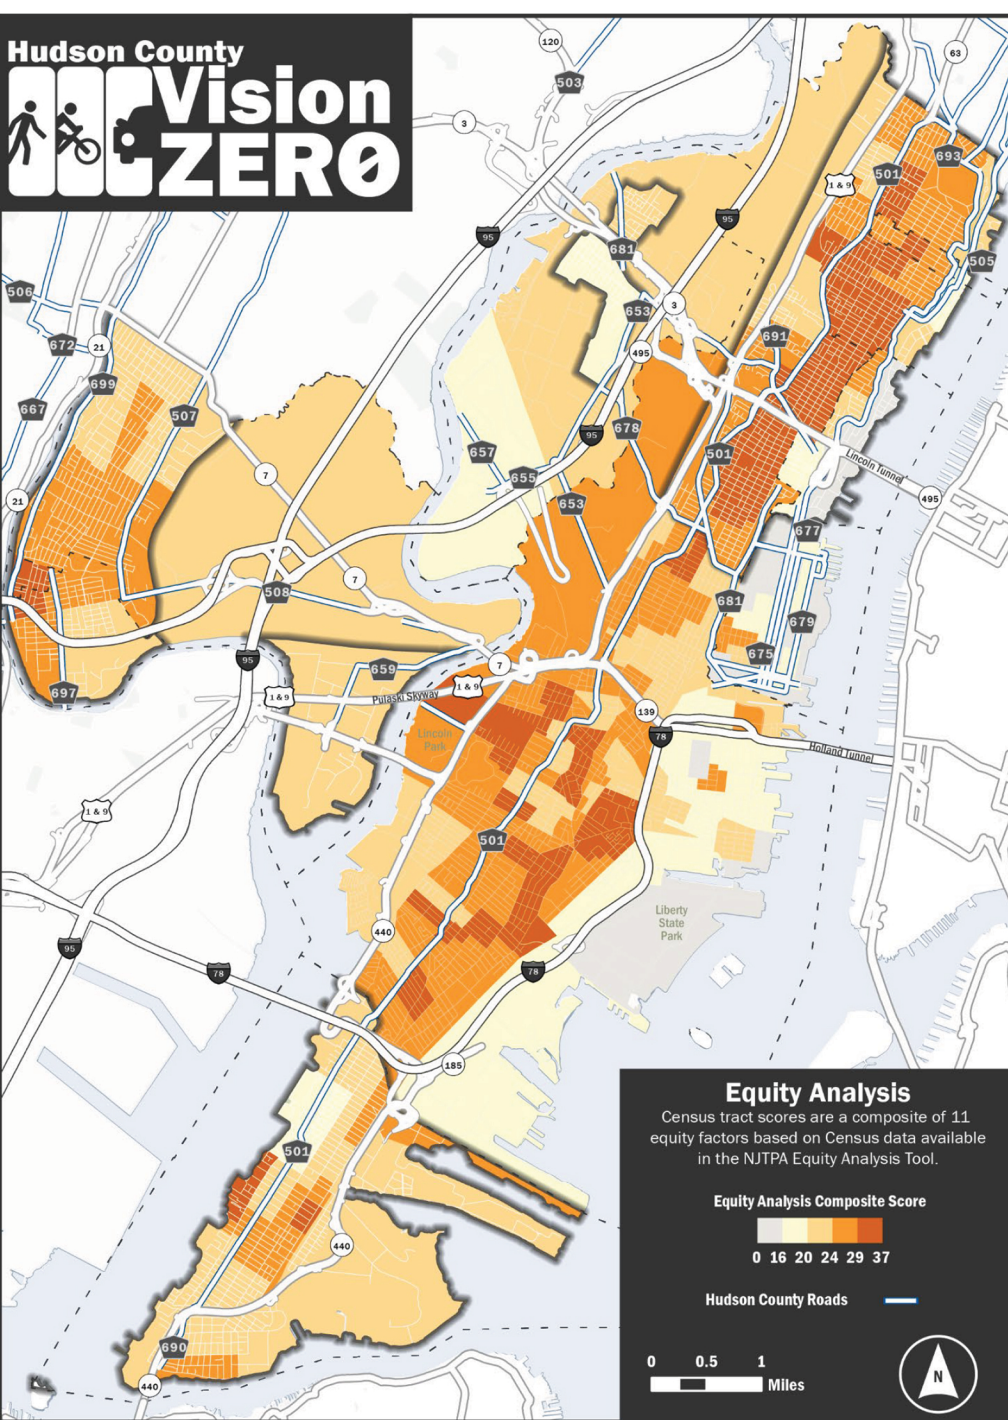 Hudson County
Vision
ZERO
120
503
63
3
693
501
1 & 9
95
95
681
505
506
653
3
672
21
691
495
699
667
507
678
95
657
501
7
655
Lincoln Tunnel
21
495
653
677
7
508
681
679
675
95
7
659
697
1 & 9
1 & 9
Pulaski Skyway
139
Lincoln
Park
78
Holland Tunnel
1 & 9
501
Liberty
State
Park
440
95
78
78
185
501
440
690
440
Equity Analysis
Census tract scores are a composite of 11
equity factors based on Census data available
in the NJTPA Equity Analysis Tool.
Equity Analysis Composite Score
0 16 20 24 29 37
Hudson County Roads
0 0.5 1
Miles
N